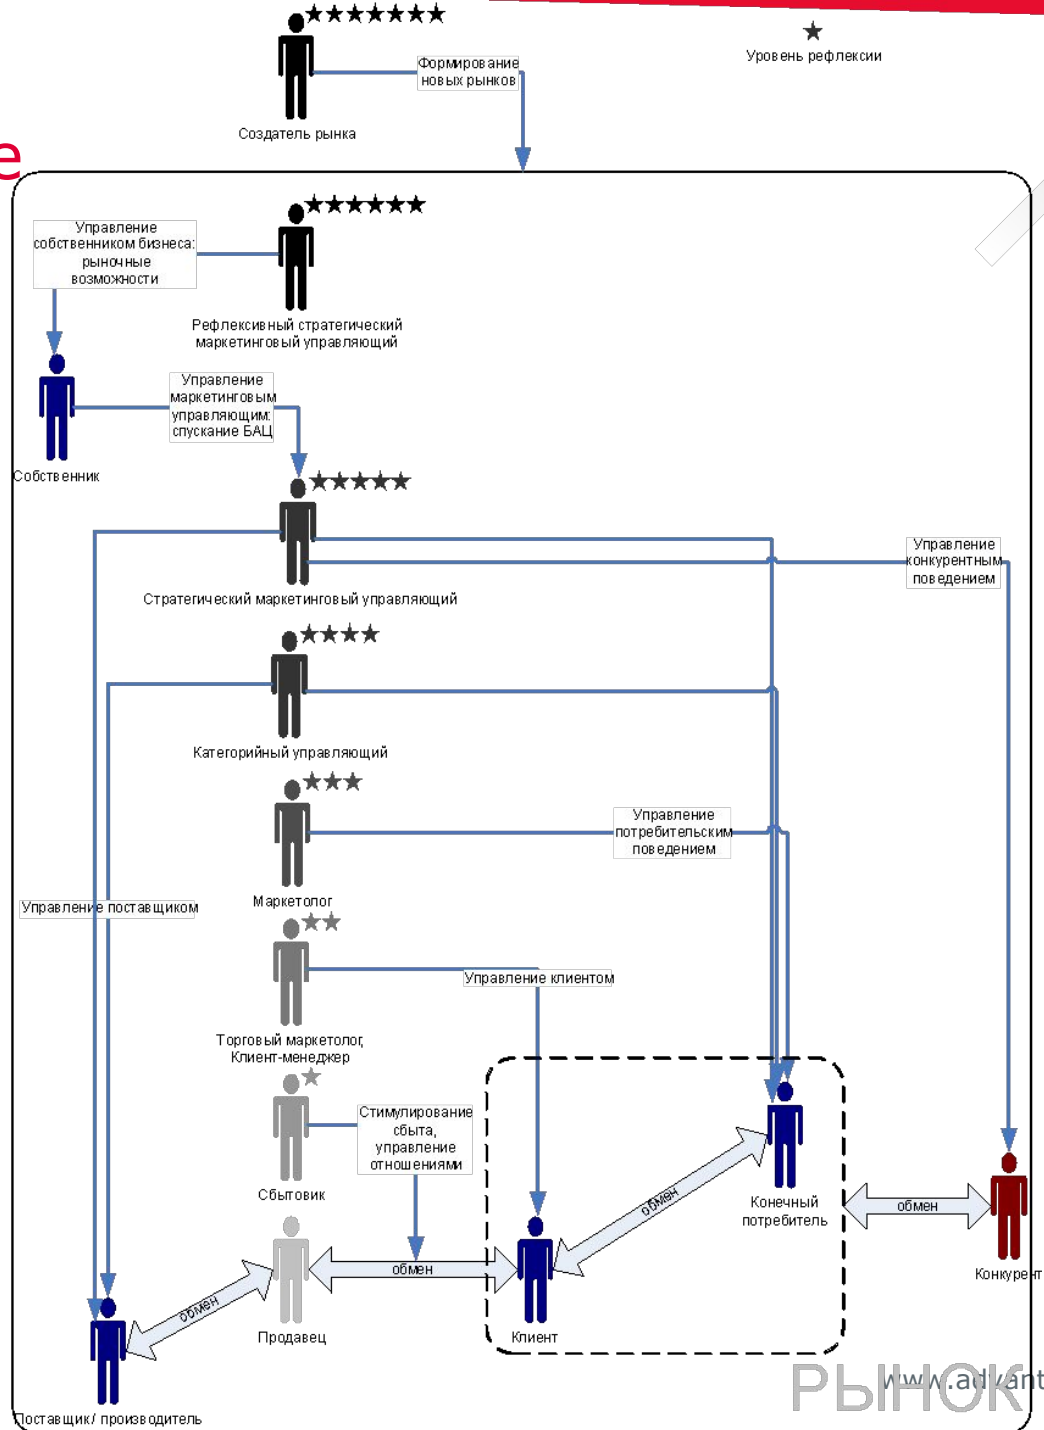 Уровень рефлексии
Формирование
новых рынков
Создатель рынка
е
Управление
собственником бизнеса:
рыночные
возможности
Рефлексивный стратегический
маркетинговый управляющий
Управление
маркетинговым
управляющим:
спускание БАЦ
Собственник
Управление
конкурентным
поведением
Стратегический маркетинговый управляющий
Категорийный управляющий
Управление
потребительским
поведением
Маркетолог
Управление поставщиком
Управление клиентом
Торговый маркетолог,
Клиент-менеджер
Стимулирование
сбыта,
управление
отношениями
Сбытовик
Конечный
потребитель
обмен
обмен
Конкурент
обмен
обмен
Продавец
Клиент
РЫНОК
www.advant
Поставщик/ производитель